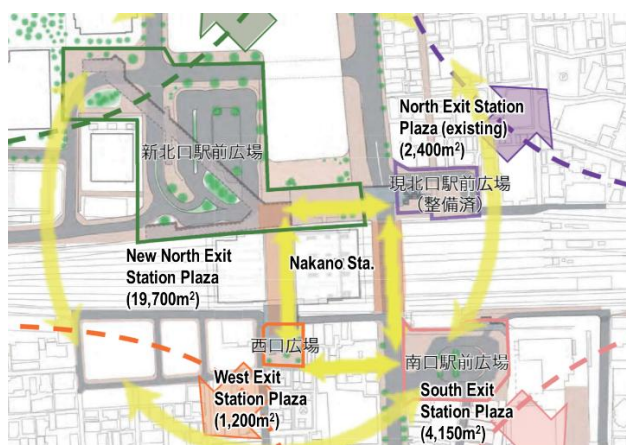 North Exit Station
Plaza (existing)
(2,400m²)
新北口駅前広場
現北口駅前広場
（整備済）
New North Exit
Station Plaza
(19,700m²)
Nakano Sta.
西口広場
南口駅前広場
West Exit
Station Plaza
(1,200m²)
South Exit
Station Plaza
(4,150m²)